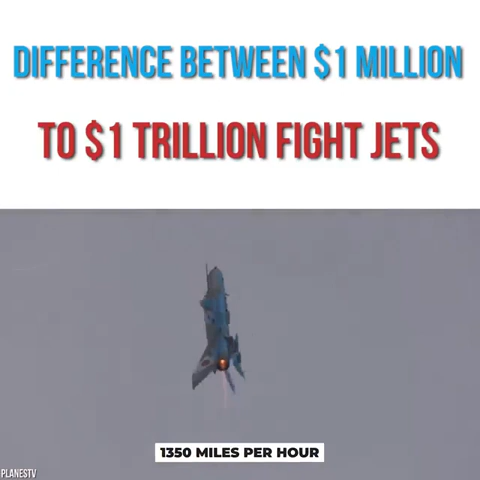 DIFFERENCE BETWEEN $1 MILLION
TO $1 TRILLION FIGHT JETS
1350 MILES PER HOUR
PLANESTV